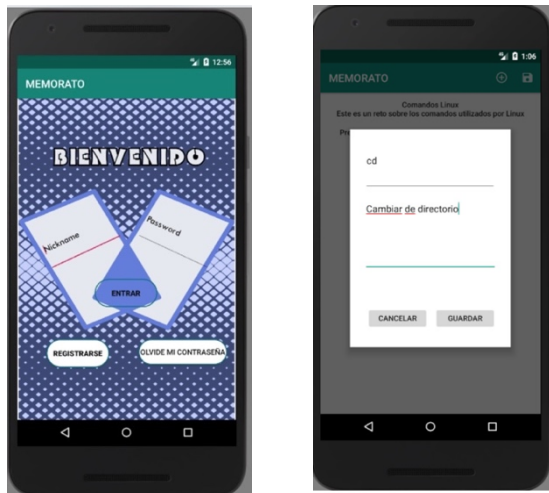 12:56
MEMORATO
BIENVENIDO
Nickname
Password
ENTRAR
REGISTRARSE
OLVIDE MI CONTRASEÑA
1:06
MEMORATO
Comandos Linux
Este es un reto sobre los comandos utilizados por Linux
cd
Cambiar de directorio
CANCELAR GUARDAR